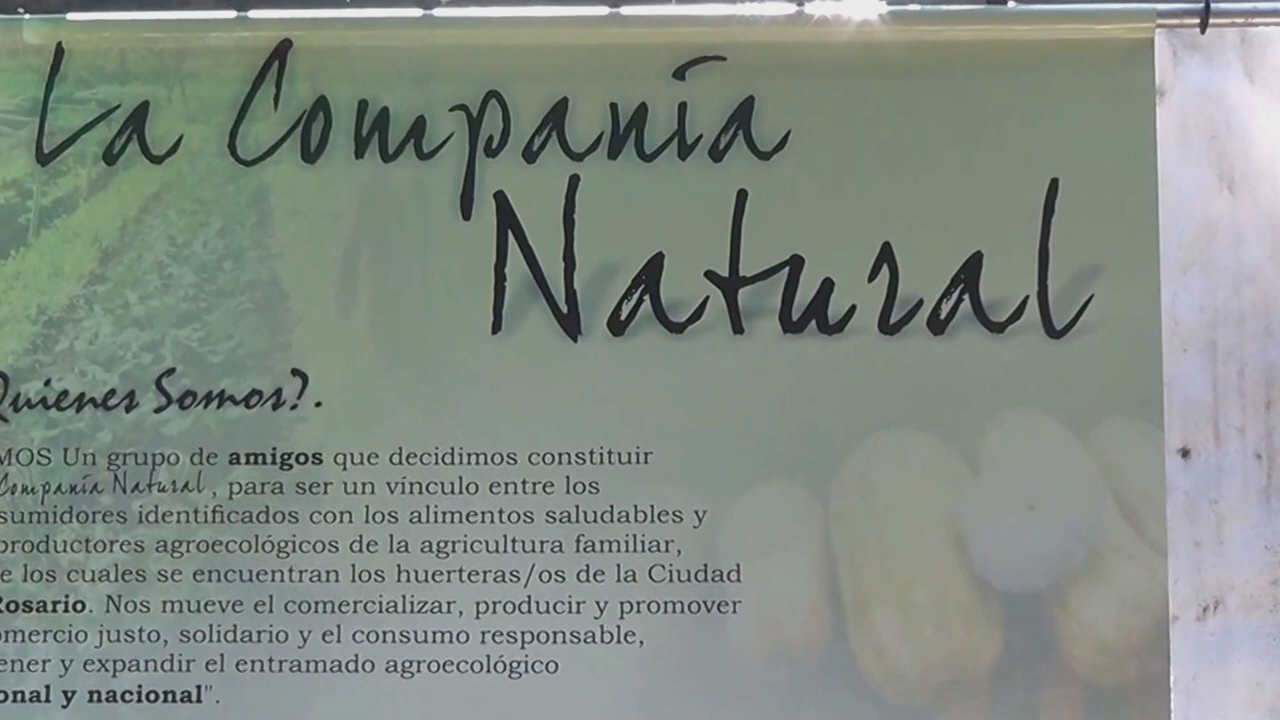 La Companía
Natural
Quienes Somos?.
MOS Un grupo de amigos que decidimos constituir
Companía Natural, para ser un vínculo entre los
sumidores identificados con los alimentos saludables y
productores agroecológicos de la agricultura familiar,
e los cuales se encuentran los huerteras/os de la Ciudad
Rosario. Nos mueve el comercializar, producir y promover
omercio justo, solidario y el consumo responsable,
ener y expandir el entramado agroecológico
onal y nacional".